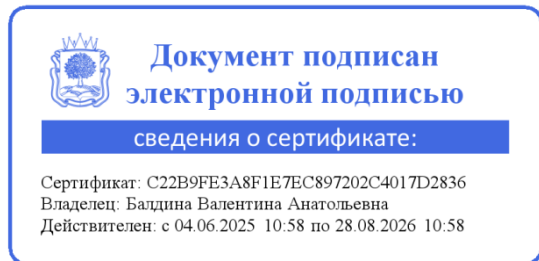 Документ подписан
электронной подписью
сведения о сертификате:
Сертификат: C22B9FE3A8F1E7EC897202C4017D2836
Владелец: Балдина Валентина Анатольевна
Действителен: с 04.06.2025 10:58 по 28.08.2026 10:58